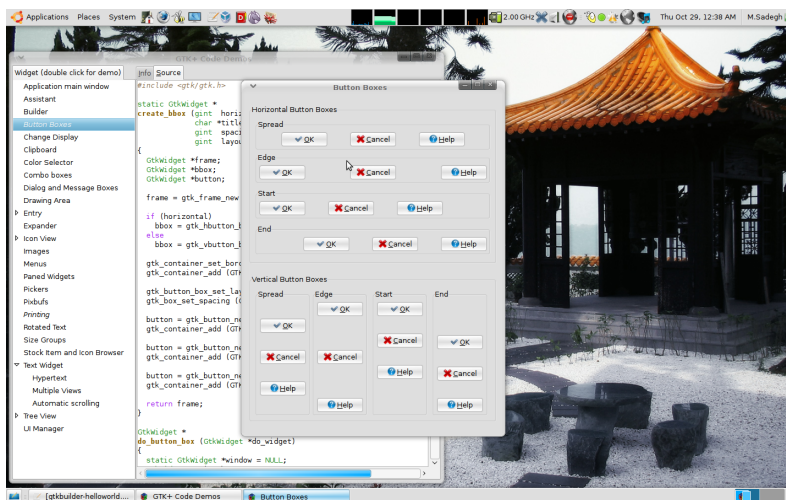 Applications Places System
2.00 GHz
Thu Oct 29, 12:38 AM M.Sadegh
GTK+ Code Demos
Widget (double click for demo)
Application main window
Assistant
Builder
Button Boxes
Change Display
Clipboard
Color Selector
Combo boxes
Dialog and Message Boxes
Drawing Area
Entry
Expander
Icon View
Images
Menus
Paned Widgets
Pickers
Pixbufs
Printing
Rotated Text
Size Groups
Stock Item and Icon Browser
Text Widget
Hypertext
Multiple Views
Automatic scrolling
Tree View
UI Manager
Info Source
#include <gtk/gtk.h>
static GtkWidget *
create_bbox (gint horiz
char *title
gint spaci
gint layou
{
GtkWidget *frame;
GtkWidget *bbox;
GtkWidget *button;
frame = gtk_frame_new
if (horizontal)
bbox = gtk_hbutton_b
else
bbox = gtk_vbutton_b
gtk_container_set_bord
gtk_container_add (GTK
gtk_button_box_set_lay
gtk_box_set_spacing (G
button = gtk_button_ne
gtk_container_add (GTK
button = gtk_button_ne
gtk_container_add (GTK
button = gtk_button_ne
gtk_container_add (GTK
return frame;
}
GtkWidget *
do_button_box (GtkWidget *do_widget)
{
static GtkWidget *window = NULL;
Button Boxes
Horizontal Button Boxes
Spread
OK Cancel Help
Edge
OK Cancel Help
Start
OK Cancel Help
End
OK Cancel Help
Vertical Button Boxes
Spread Edge Start End
OK
Cancel
Help
OK
Cancel
Help
OK
Cancel
Help
OK
Cancel
Help
[gtkbuilder-helloworld.... GTK+ Code Demos Button Boxes